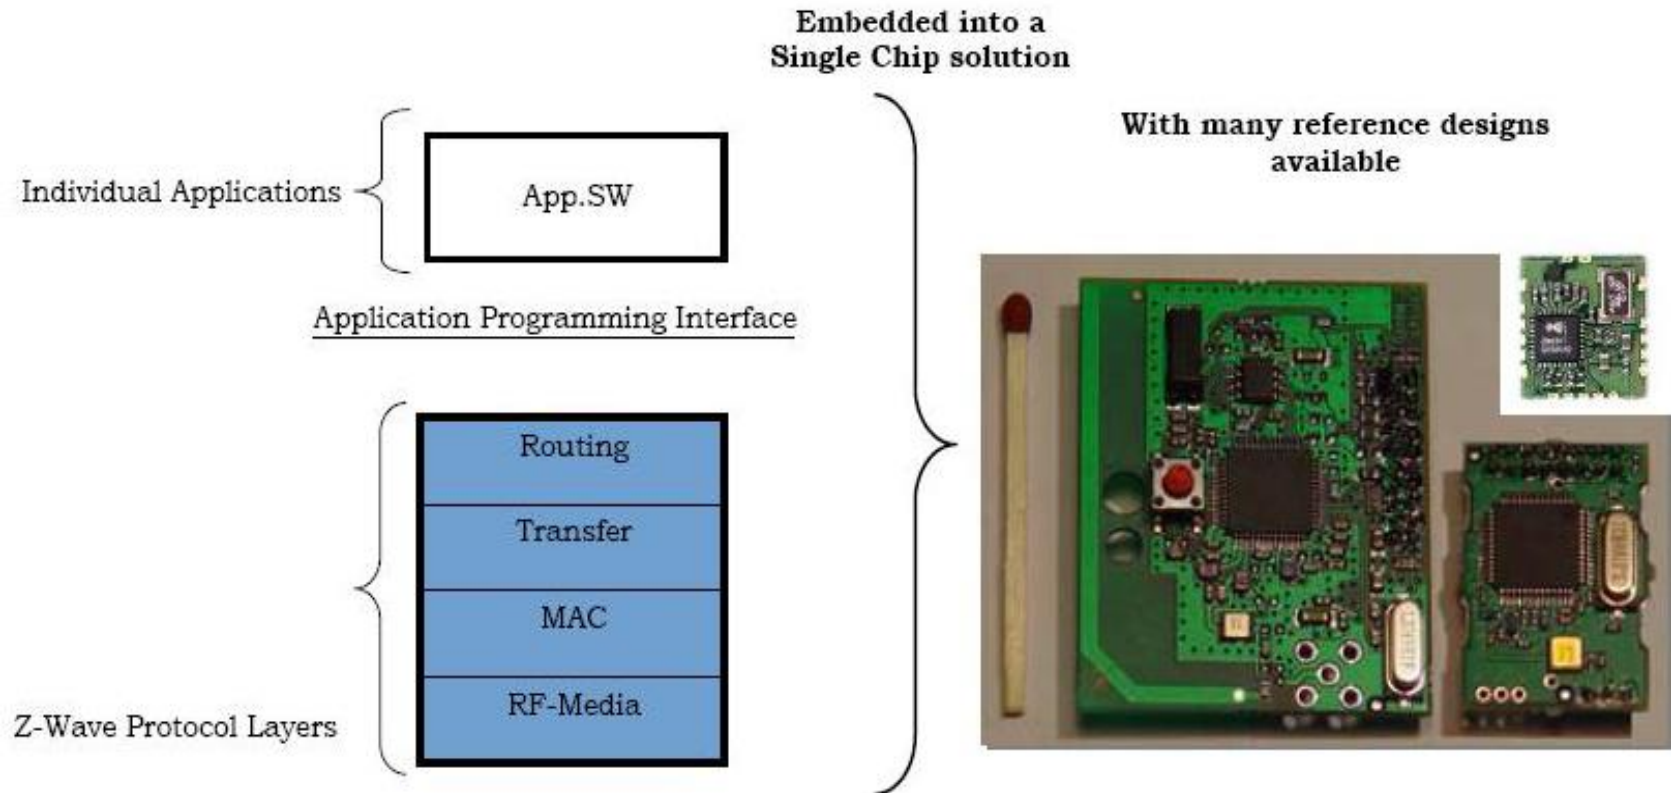 Embedded into a
Single Chip solution
With many reference designs
available
Individual Applications
App.SW
Application Programming Interface
Routing
Transfer
MAC
RF-Media
Z-Wave Protocol Layers